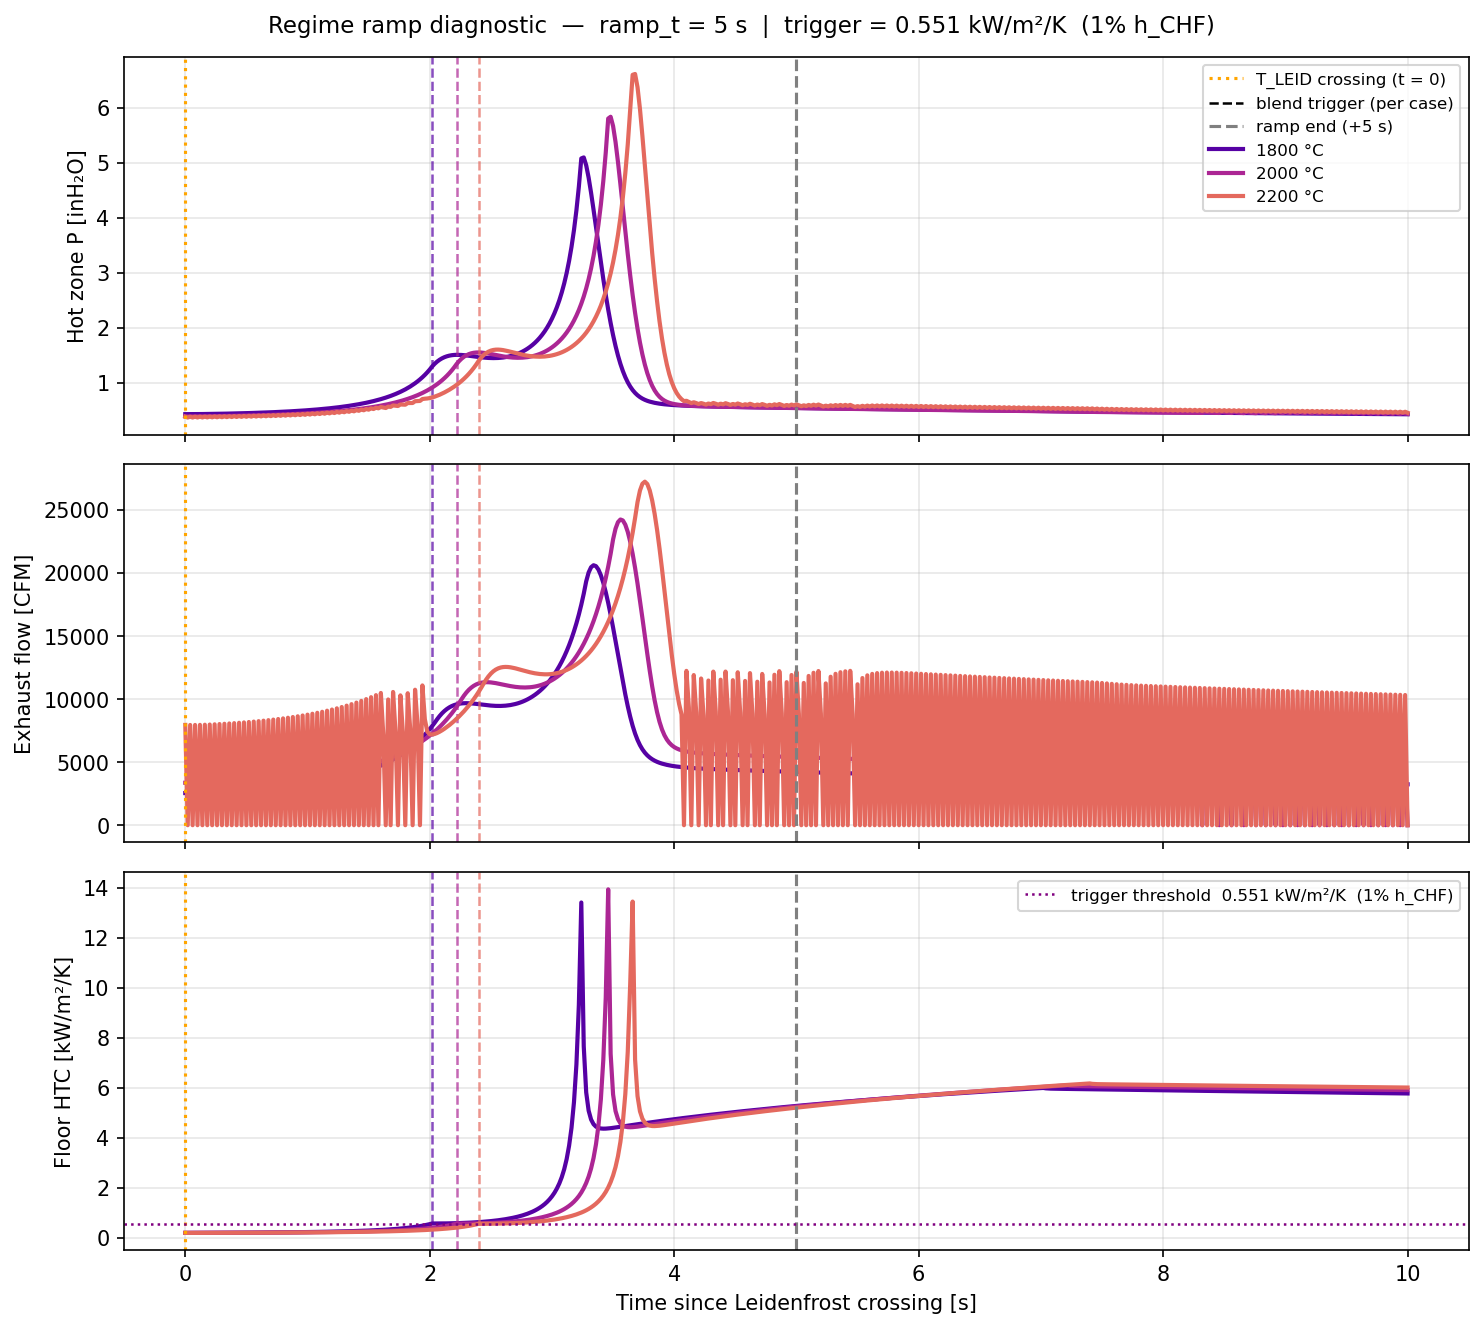 Regime ramp diagnostic — ramp_t = 5 s | trigger = 0.551 kW/m²/K (1% h_CHF)
Hot zone P [inH₂O]
6
5
4
3
2
1
T_LEID crossing (t = 0)
blend trigger (per case)
ramp end (+5 s)
1800 °C
2000 °C
2200 °C
Exhaust flow [CFM]
25000
20000
15000
10000
5000
0
Floor HTC [kW/m²/K]
14
12
10
8
6
4
2
0
trigger threshold 0.551 kW/m²/K (1% h_CHF)
0 2 4 6 8 10
Time since Leidenfrost crossing [s]